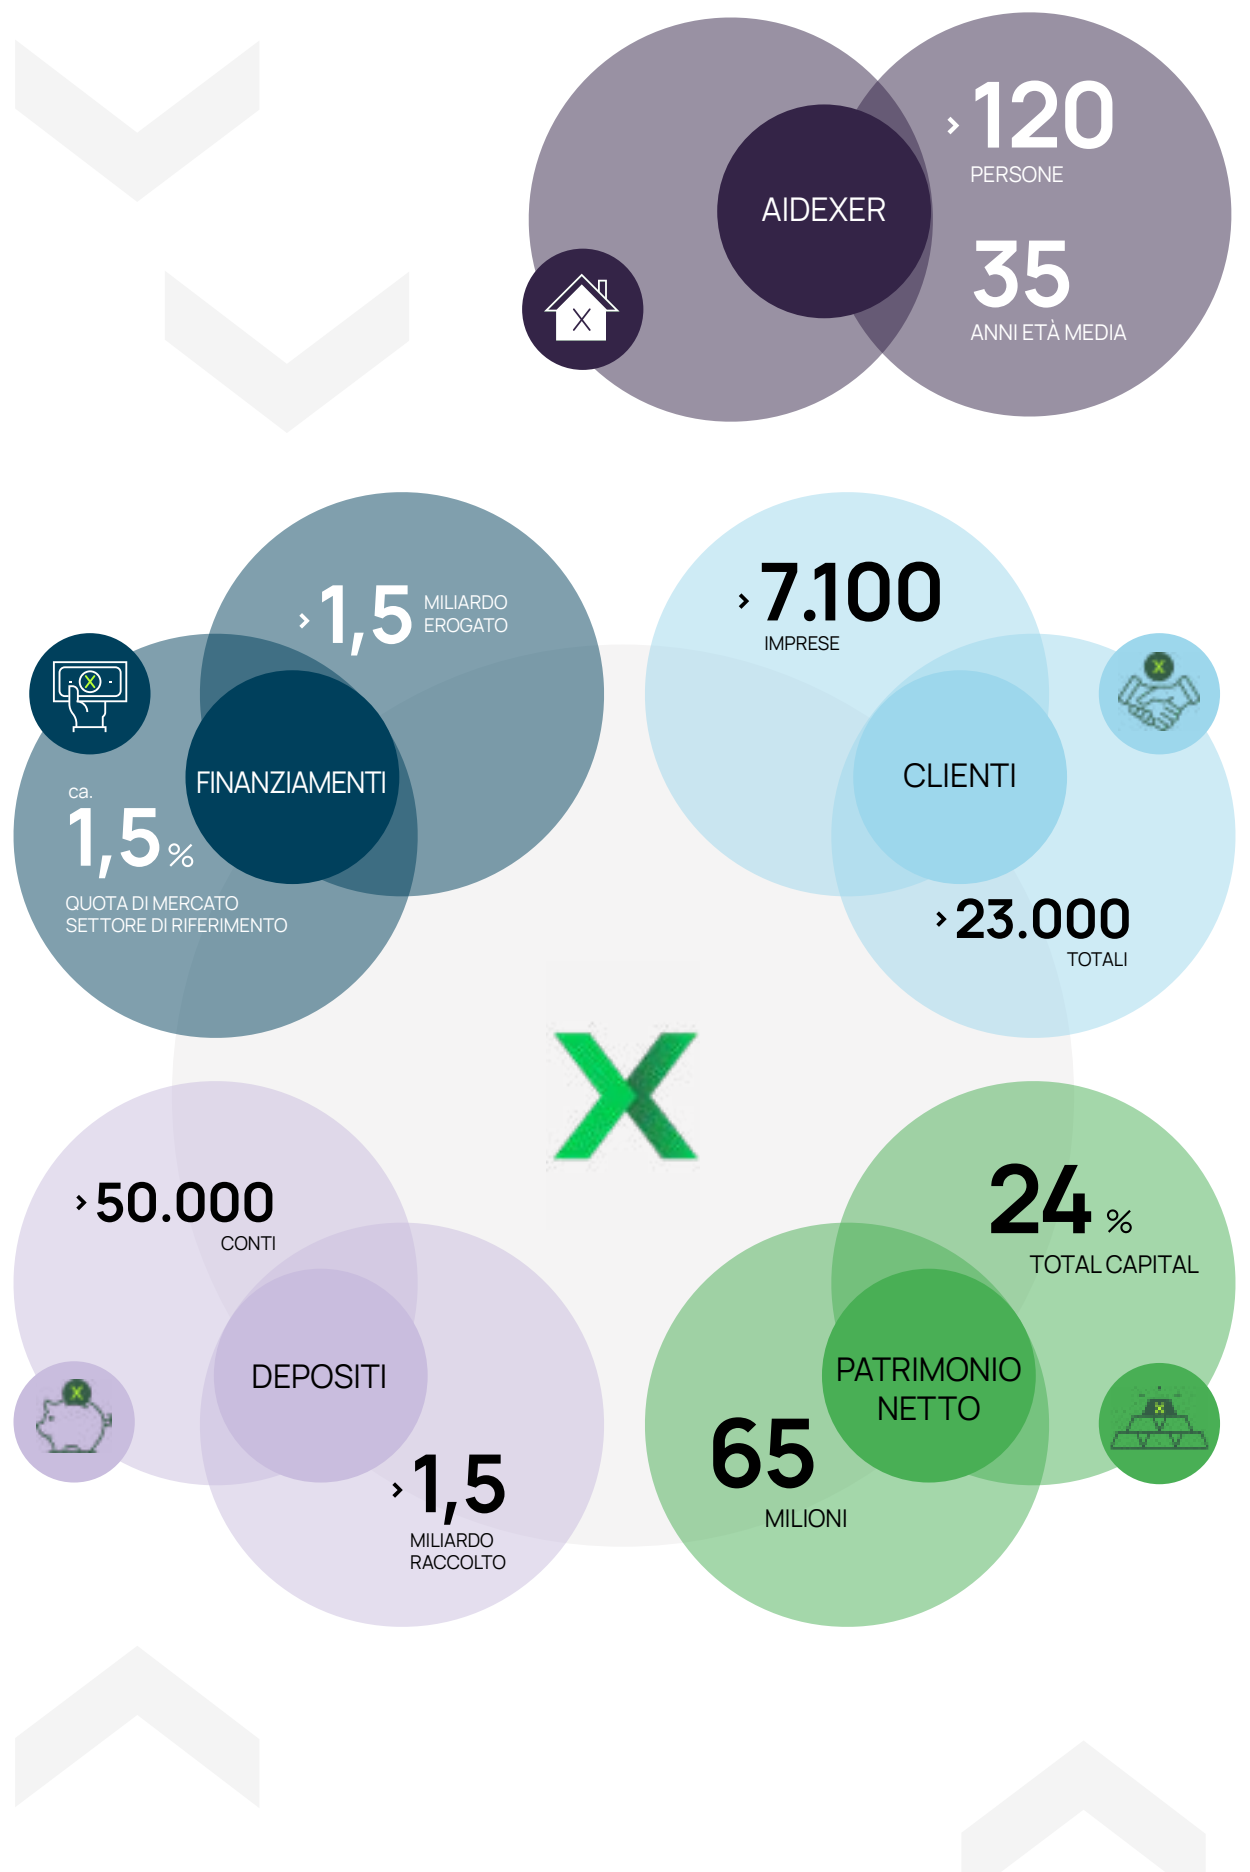 AIDEXER
> 120
PERSONE
35
ANNI ETÀ MEDIA
> 1,5 MILIARDO
EROGATO
FINANZIAMENTI
ca.
1,5 %
QUOTA DI MERCATO
SETTORE DI RIFERIMENTO
> 7.100
IMPRESE
CLIENTI
> 23.000
TOTALI
> 50.000
CONTI
DEPOSITI
> 1,5
MILIARDO
RACCOLTO
24 %
TOTAL CAPITAL
PATRIMONIO
NETTO
65
MILIONI